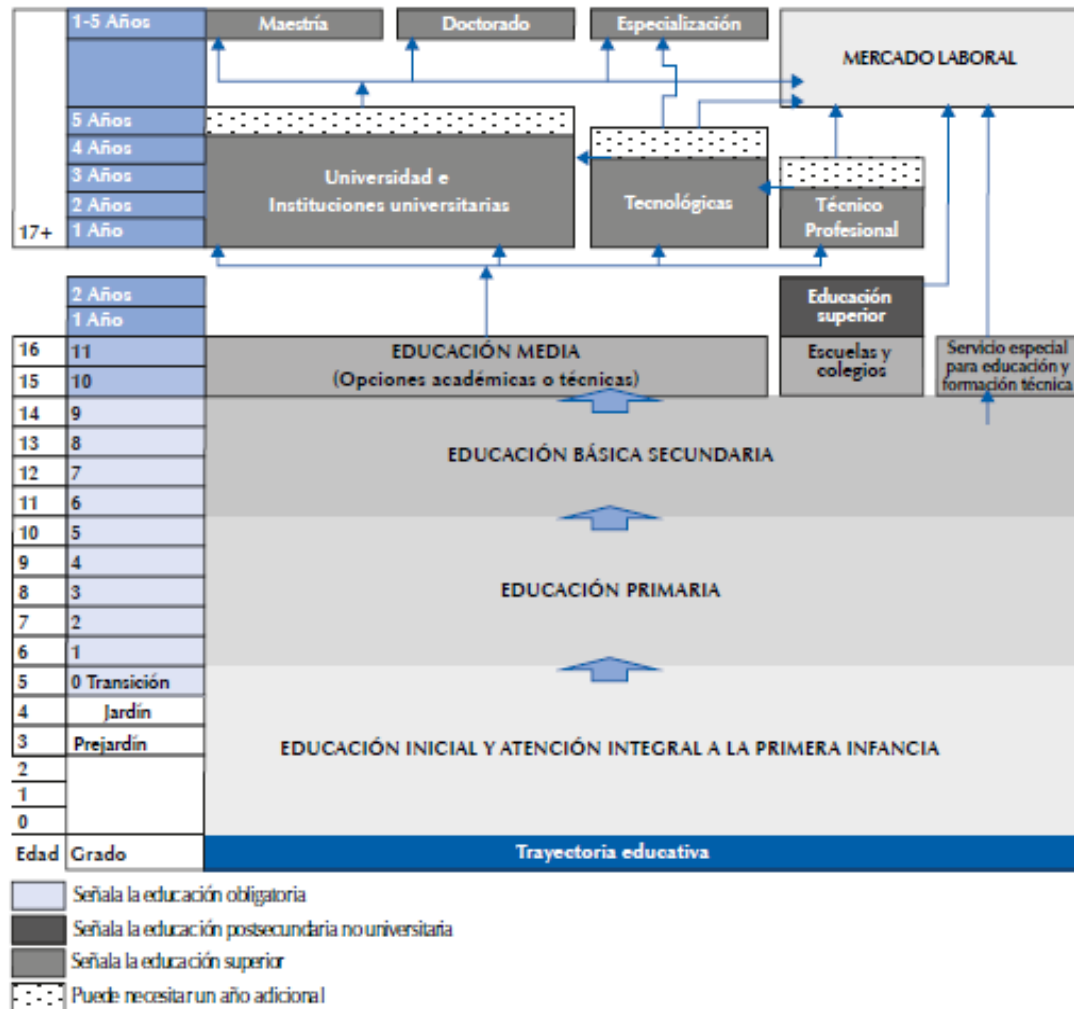 1-5 Años
Maestría
Doctorado
Especialización
MERCADO LABORAL
5 Años
4 Años
3 Años
2 Años
17+
1 Año
Universidad e
Instituciones universitarias
Tecnológicas
Técnico
Profesional
2 Años
1 Año
Educación
superior
16
11
15
10
EDUCACIÓN MEDIA
(Opciones académicas o técnicas)
Escuelas y
colegios
Servicio especial
para educación y
formación técnica
14
9
13
8
12
7
11
6
EDUCACIÓN BÁSICA SECUNDARIA
10
5
9
4
8
3
7
2
6
1
EDUCACIÓN PRIMARIA
5
0 Transición
4
Jardín
3
Prejardín
2
1
0
EDUCACIÓN INICIAL Y ATENCIÓN INTEGRAL A LA PRIMERA INFANCIA
Edad
Grado
Trayectoria educativa
Señala la educación obligatoria
Señala la educación postsecundaria no universitaria
Señala la educación superior
Puede necesitar un año adicional